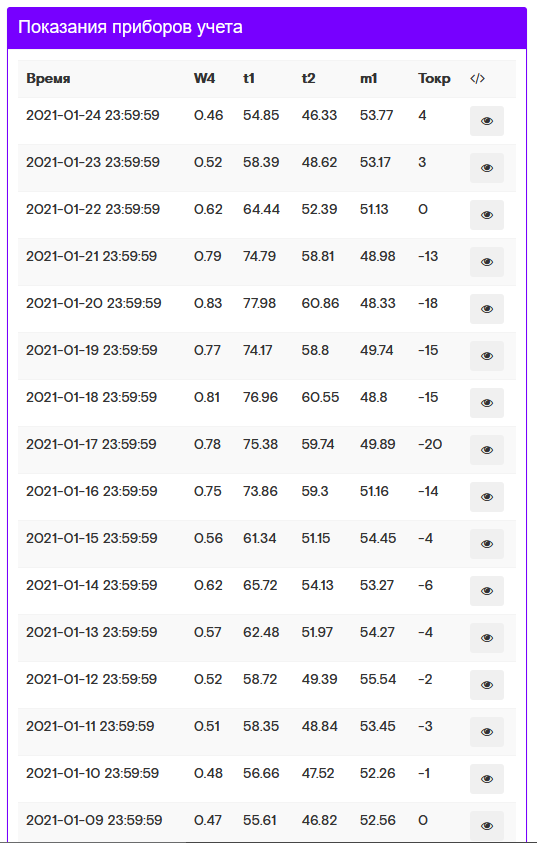 Показания приборов учета
Время W4 t1 t2 m1 Токр </>
2021-01-24 23:59:59 0.46 54.85 46.33 53.77 4
2021-01-23 23:59:59 0.52 58.39 48.62 53.17 3
2021-01-22 23:59:59 0.62 64.44 52.39 51.13 0
2021-01-21 23:59:59 0.79 74.79 58.81 48.98 -13
2021-01-20 23:59:59 0.83 77.98 60.86 48.33 -18
2021-01-19 23:59:59 0.77 74.17 58.8 49.74 -15
2021-01-18 23:59:59 0.81 76.96 60.55 48.8 -15
2021-01-17 23:59:59 0.78 75.38 59.74 49.89 -20
2021-01-16 23:59:59 0.75 73.86 59.3 51.16 -14
2021-01-15 23:59:59 0.56 61.34 51.15 54.45 -4
2021-01-14 23:59:59 0.62 65.72 54.13 53.27 -6
2021-01-13 23:59:59 0.57 62.48 51.97 54.27 -4
2021-01-12 23:59:59 0.52 58.72 49.39 55.54 -2
2021-01-11 23:59:59 0.51 58.35 48.84 53.45 -3
2021-01-10 23:59:59 0.48 56.66 47.52 52.26 -1
2021-01-09 23:59:59 0.47 55.61 46.82 52.56 0